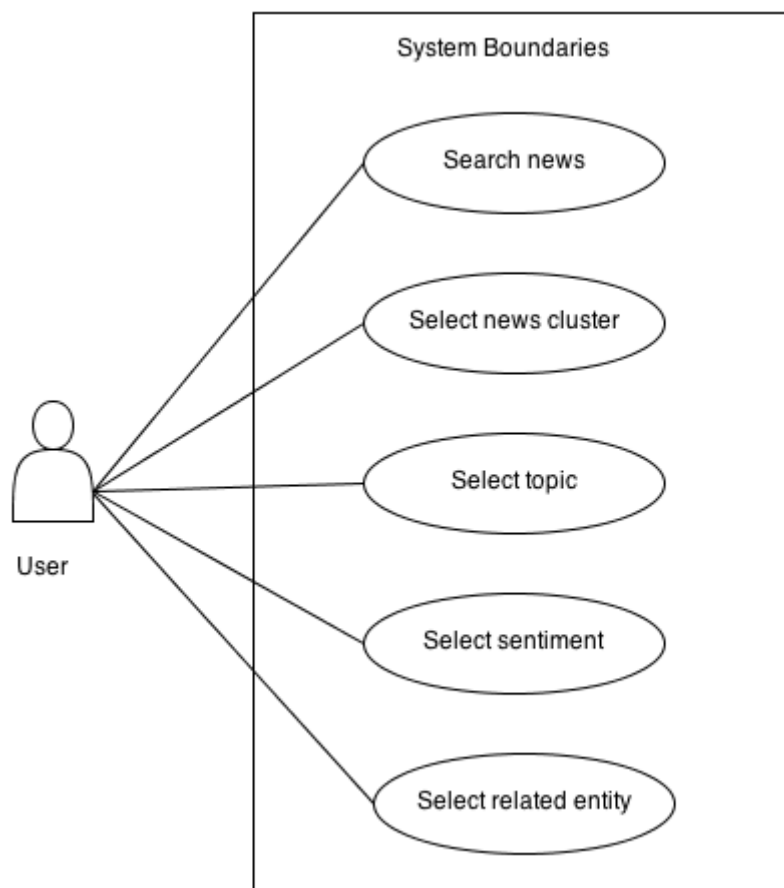 System Boundaries
Search news
Select news cluster
Select topic
User
Select sentiment
Select related entity